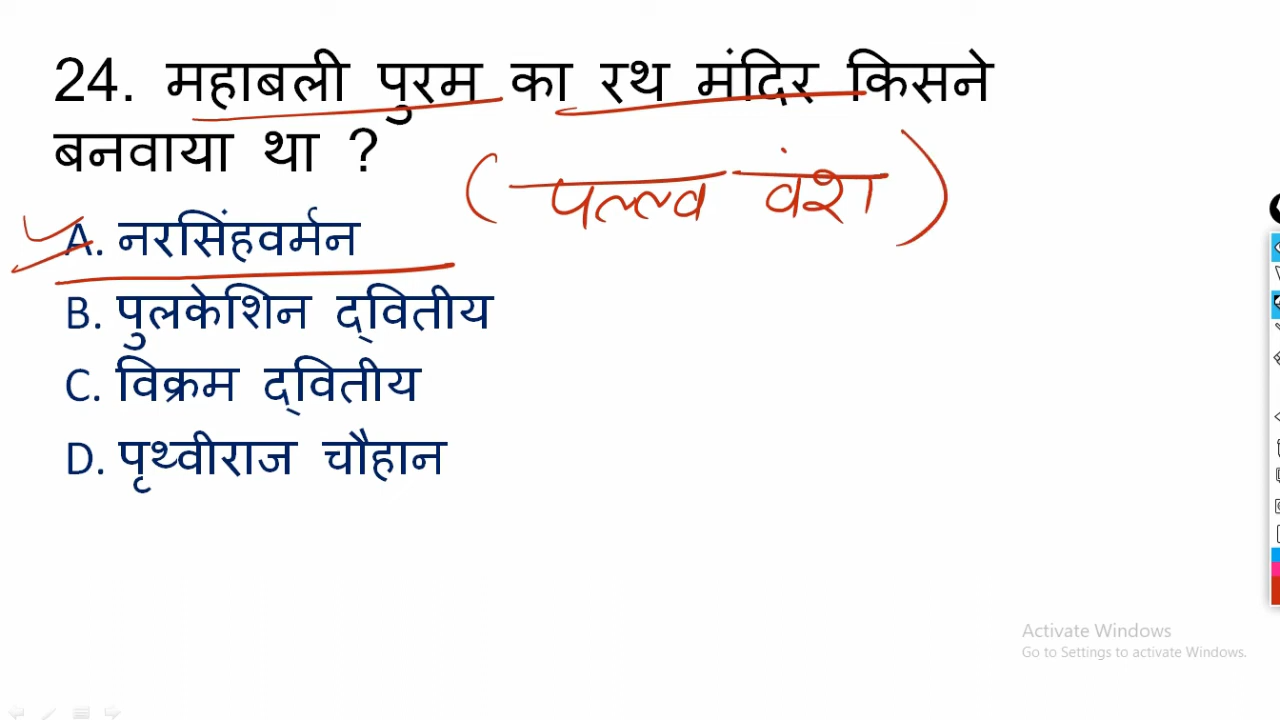 24. महाबली पुरम का रथ मंदिर किसने
बनवाया था ?
(पल्लव वंश)
A. नरसिंहवर्मन
B. पुलकेशिन द्वितीय
C. विक्रम द्वितीय
D. पृथ्वीराज चौहान
Activate Windows
Go to Settings to activate Windows.